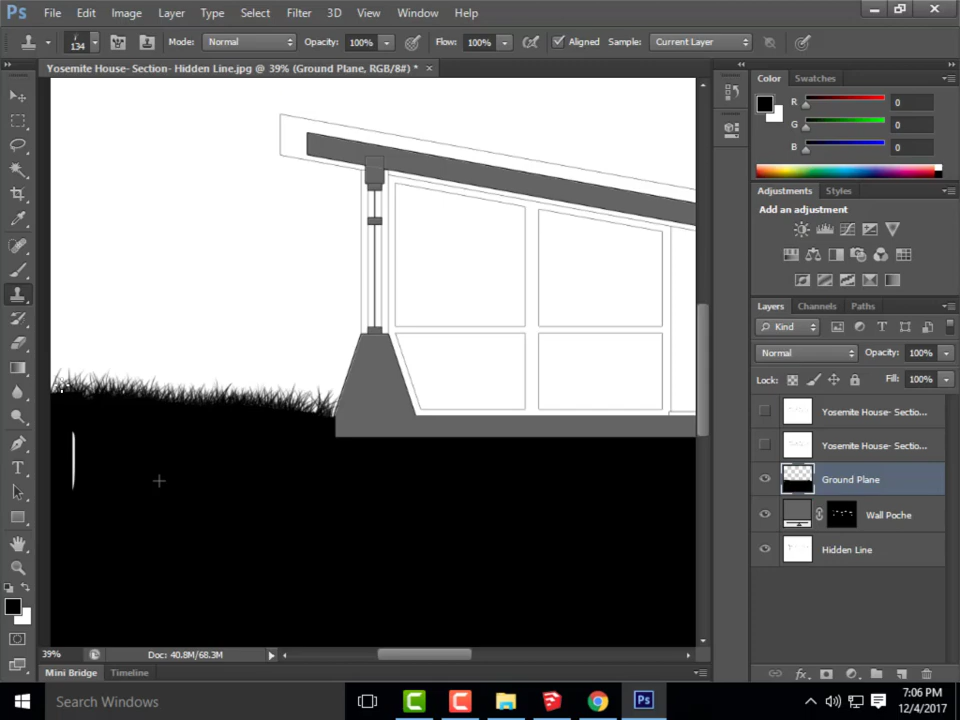 Ps File Edit Image Layer Type Select Filter 3D View Window Help
134 Mode: Normal Opacity: 100% Flow: 100% Aligned Sample: Current Layer
Yosemite House- Section- Hidden Line.jpg @ 39% (Ground Plane, RGB/8#) * ×
Color Swatches
R 0
G 0
B 0
Adjustments Styles
Add an adjustment
Layers Channels Paths
Kind
Normal Opacity: 100%
Lock: Fill: 100%
Yosemite House- Sectio...
Yosemite House- Sectio...
Ground Plane
Wall Poche
Hidden Line
39% Doc: 40.8M/68.3M
Mini Bridge Timeline
Search Windows
7:06 PM
12/4/2017